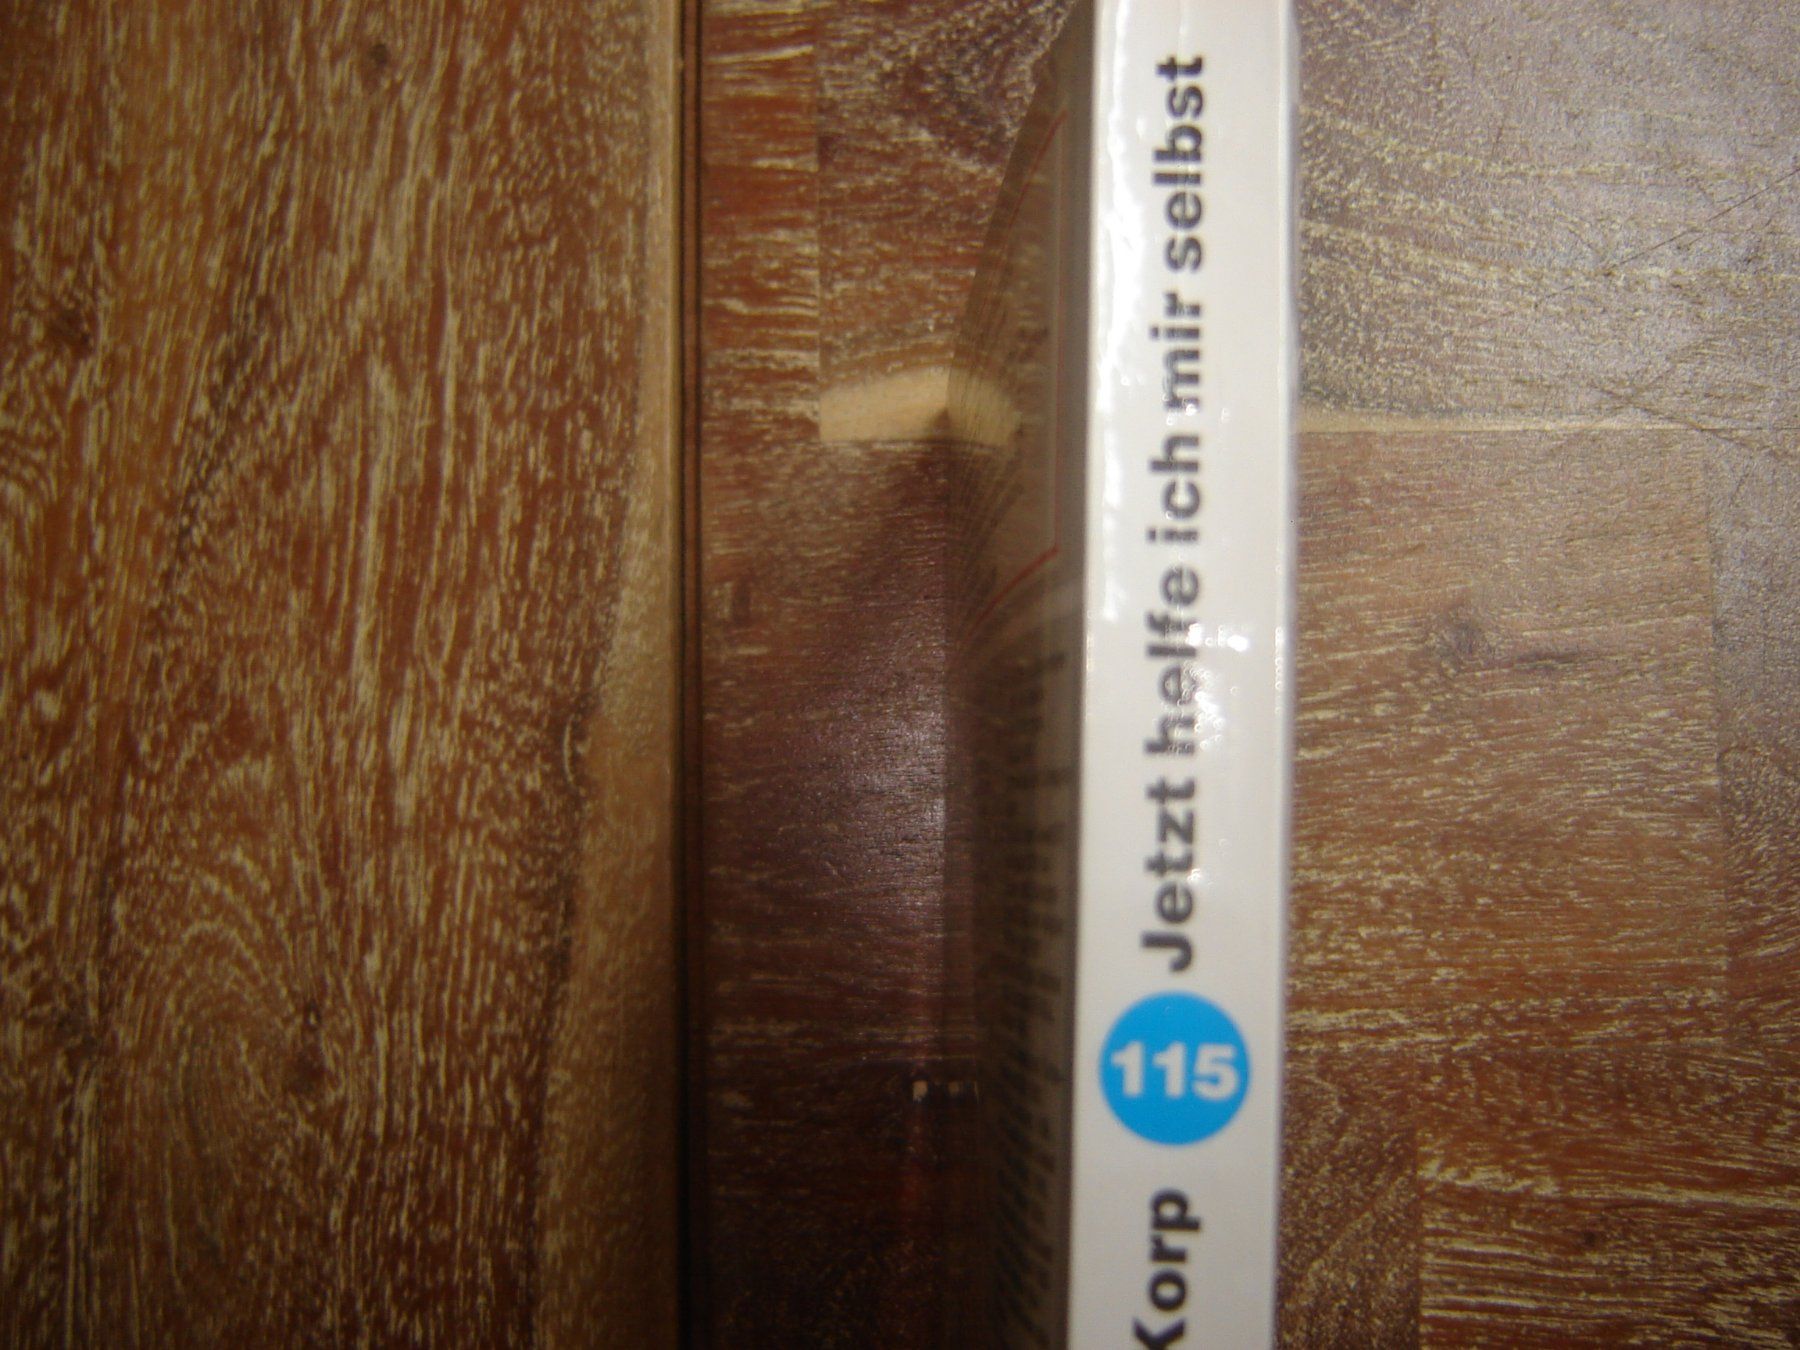 Korp 115 Jetzt helfe ich mir selbst